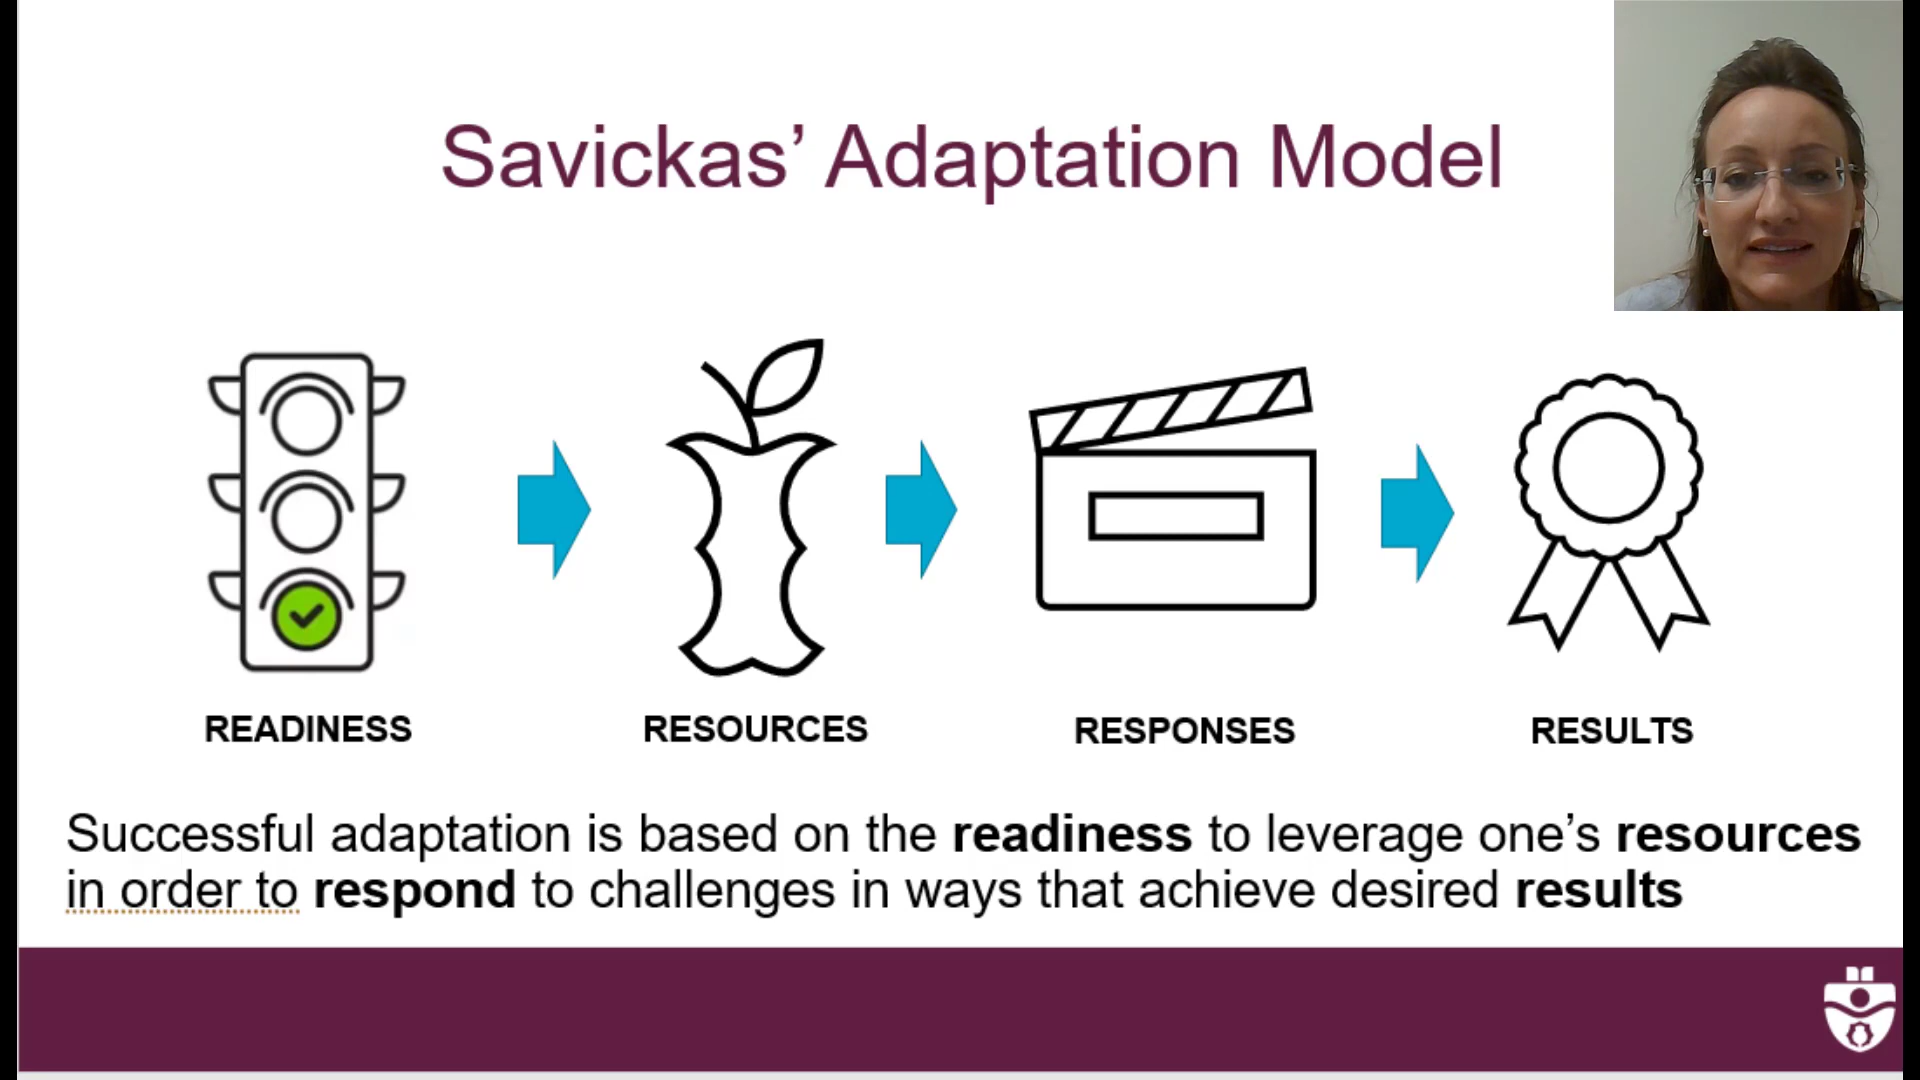 Savickas’ Adaptation Model
READINESS
RESOURCES
RESPONSES
RESULTS
Successful adaptation is based on the readiness to leverage one’s resources
in order to respond to challenges in ways that achieve desired results